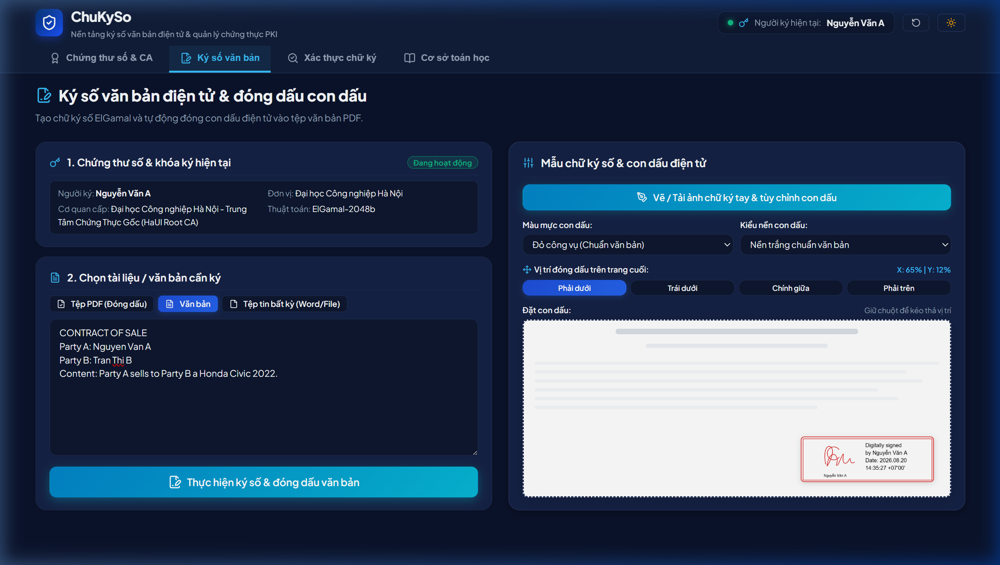 ChuKySo
Nền tảng ký số văn bản điện tử & quản lý chứng thực PKI
Người ký hiện tại: Nguyễn Văn A
Chứng thư số & CA
Ký số văn bản
Xác thực chữ ký
Cơ sở toán học
Ký số văn bản điện tử & đóng dấu con dấu
Tạo chữ ký số ElGamal và tự động đóng con dấu điện tử vào tệp văn bản PDF.
1. Chứng thư số & khóa ký hiện tại
Đang hoạt động
Người ký: Nguyễn Văn A
Đơn vị: Đại học Công nghiệp Hà Nội
Cơ quan cấp: Đại học Công nghiệp Hà Nội - Trung
Tâm Chứng Thực Gốc (HaUI Root CA)
Thuật toán: ElGamal-2048b
2. Chọn tài liệu / văn bản cần ký
Tệp PDF (Đóng dấu)
Văn bản
Tệp tin bất kỳ (Word/File)
CONTRACT OF SALE
Party A: Nguyen Van A
Party B: Tran Thi B
Content: Party A sells to Party B a Honda Civic 2022.
Thực hiện ký số & đóng dấu văn bản
Mẫu chữ ký số & con dấu điện tử
Vẽ / Tải ảnh chữ ký tay & tùy chỉnh con dấu
Màu mực con dấu:
Kiểu nền con dấu:
Đỏ công vụ (Chuẩn văn bản)
Nền trắng chuẩn văn bản
Vị trí đóng dấu trên trang cuối:
X: 65% | Y: 12%
Phải dưới
Trái dưới
Chính giữa
Phải trên
Đặt con dấu:
Giữ chuột để kéo thả vị trí
Digitally signed
by Nguyễn Văn A
Date: 2026.08.20
14:35:27 +07'00'
Nguyễn Văn A